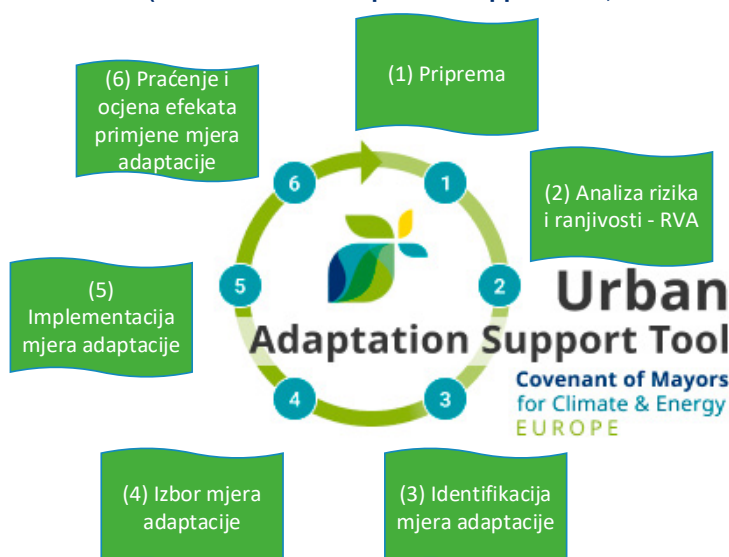 (1) Priprema
(6) Praćenje i
ocjena efekata
primjene mjera
adaptacije
(2) Analiza rizika
i ranjivosti - RVA
(5)
Implementacija
mjera adaptacije
(4) Izbor mjera
adaptacije
(3) Identifikacija
mjera adaptacije
1
2
3
4
5
6
Urban
Adaptation Support Tool
Covenant of Mayors
for Climate & Energy
EUROPE